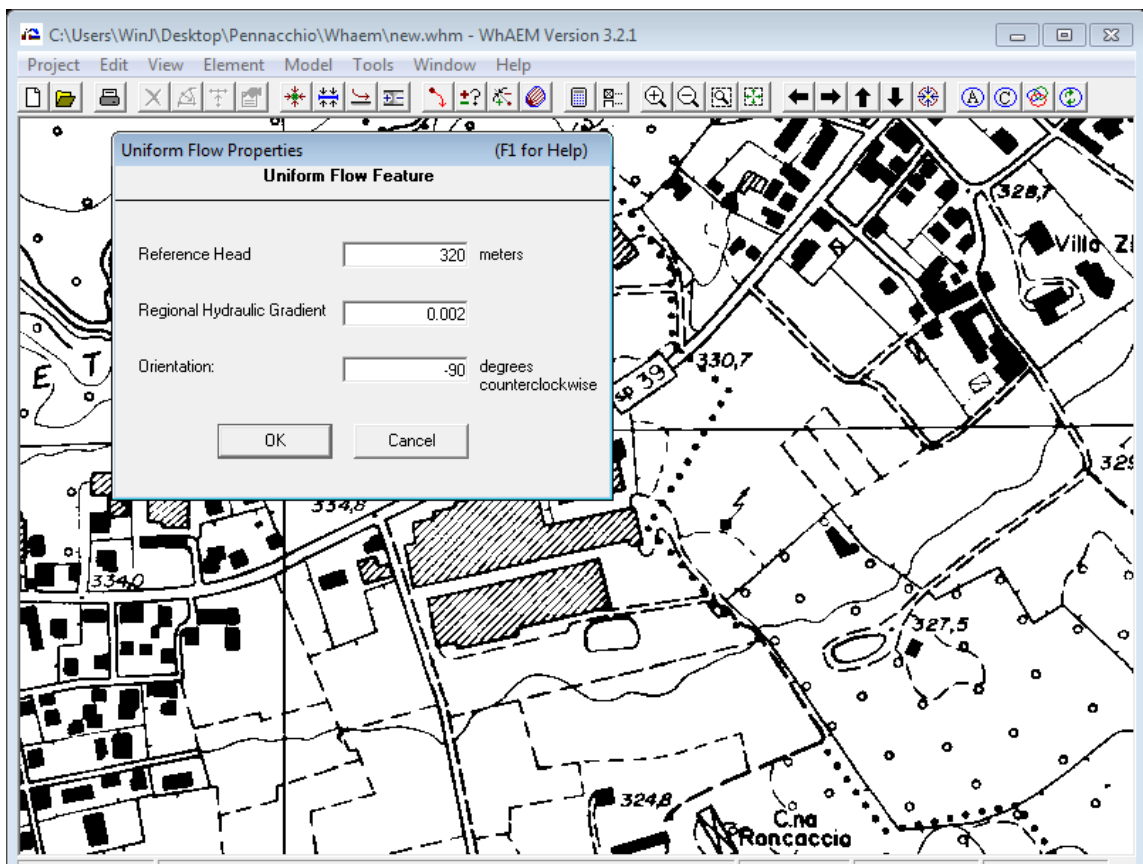 C:\Users\WinJ\Desktop\Pennacchio\Whaem\new.whm - WhAEM Version 3.2.1
Project Edit View Element Model Tools Window Help
Uniform Flow Properties (F1 for Help)
Uniform Flow Feature
Reference Head 320 meters
Regional Hydraulic Gradient 0.002
Orientation: -90 degrees
counterclockwise
OK Cancel
328,7
Villa
E T
sp 39
330,7
329
334,8
334,0
327,5
324,8
C.na
Roncaccio